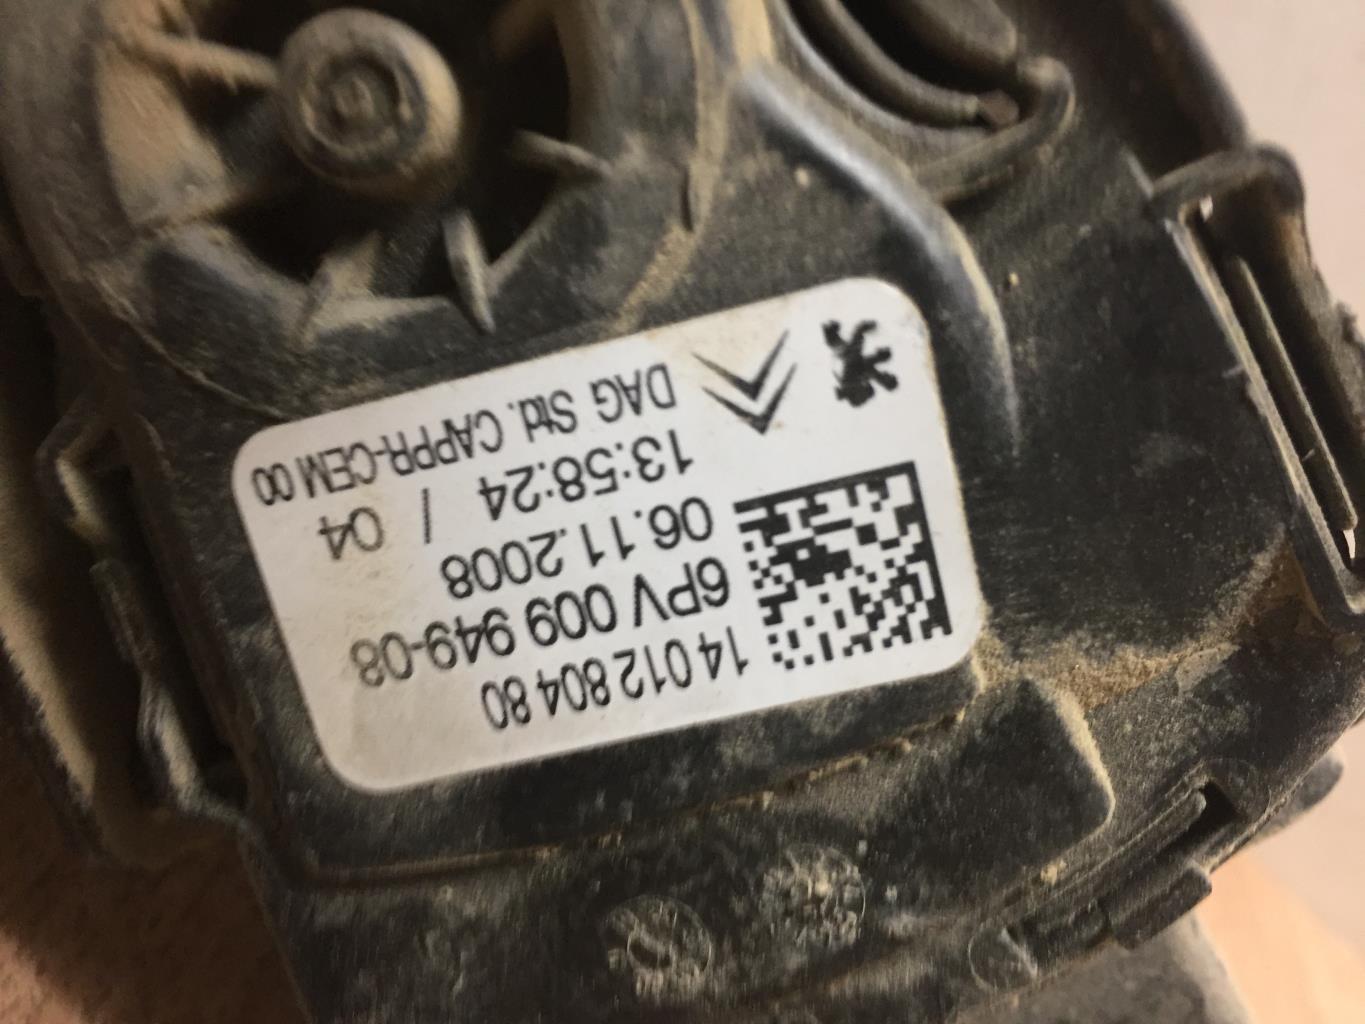 14 012 804 80
6PV 009 949-08
06.11.2008
13:58:24 / 04
DAG Std. CAPPR-CEM 00